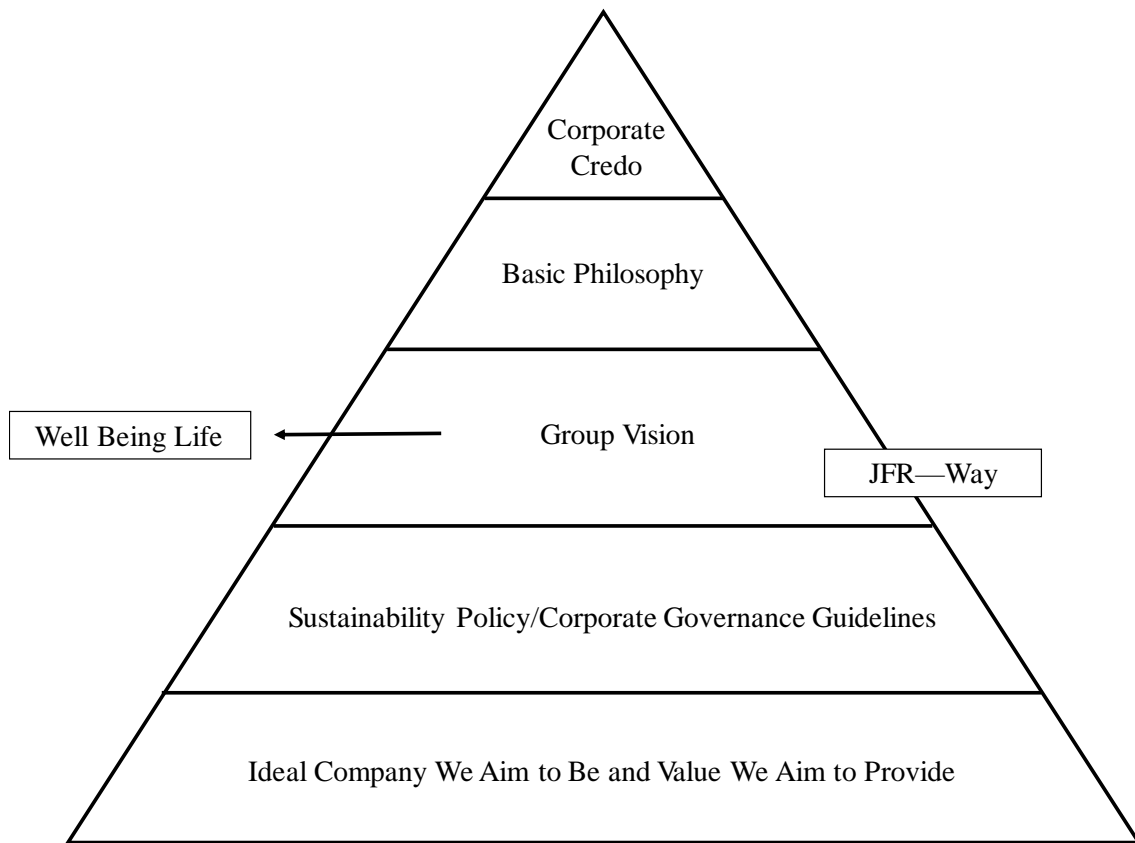 Corporate
Credo
Basic Philosophy
Well Being Life
Group Vision
JFR—Way
Sustainability Policy/Corporate Governance Guidelines
Ideal Company We Aim to Be and Value We Aim to Provide